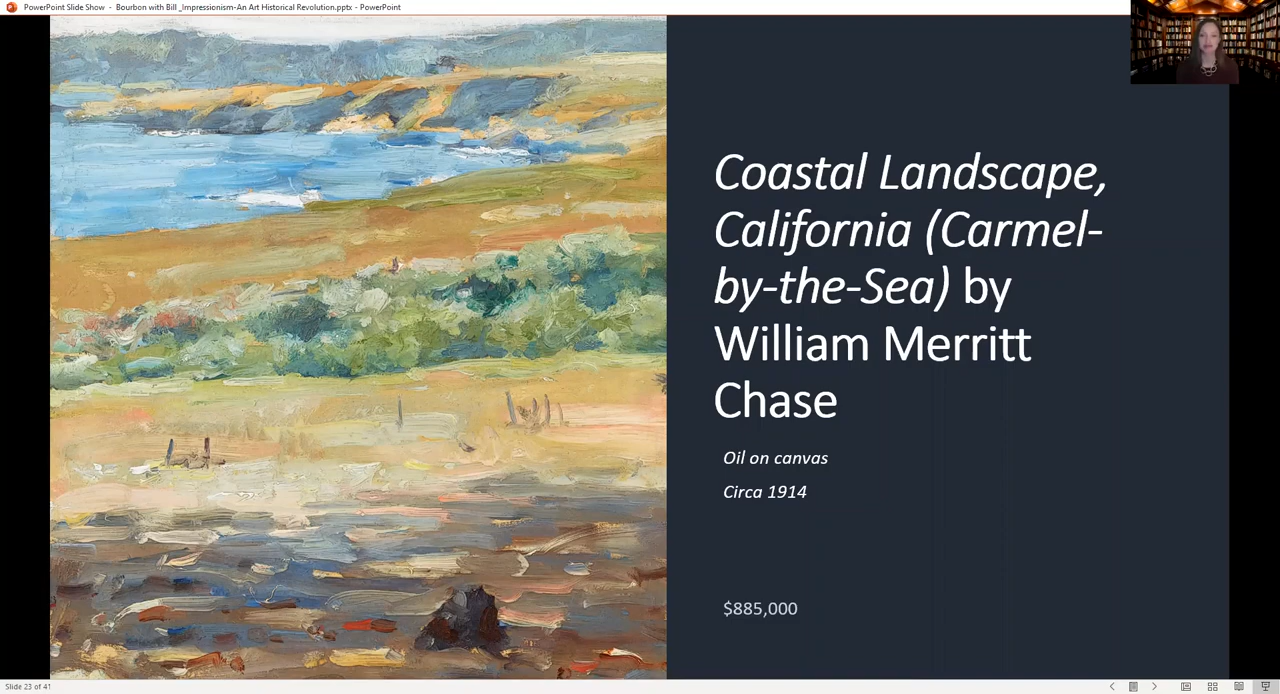 PowerPoint Slide Show - Bourbon with Bill _Impressionism-An Art Historical Revolution.pptx - PowerPoint
Coastal Landscape,
California (Carmel-
by-the-Sea) by
William Merritt
Chase
Oil on canvas
Circa 1914
$885,000
Slide 23 of 41